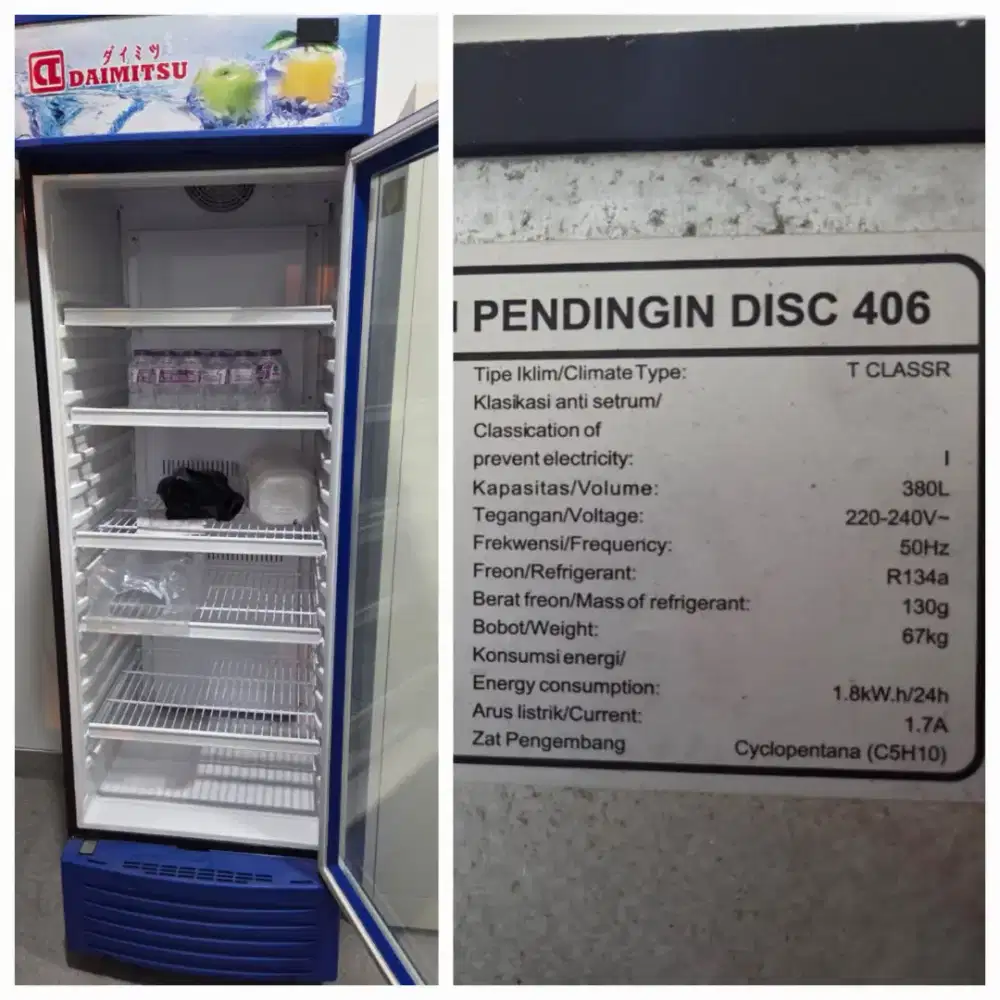 ダイミツ
DAIMITSU
PENDINGIN DISC 406
Tipe Iklim/Climate Type: T CLASSR
Klasikasi anti setrum/
Classication of
prevent electricity: I
Kapasitas/Volume: 380L
Tegangan/Voltage: 220-240V~
Frekwensi/Frequency: 50Hz
Freon/Refrigerant: R134a
Berat freon/Mass of refrigerant: 130g
Bobot/Weight: 67kg
Konsumsi energi/
Energy consumption: 1.8kW.h/24h
Arus listrik/Current: 1.7A
Zat Pengembang Cyclopentana (C5H10)